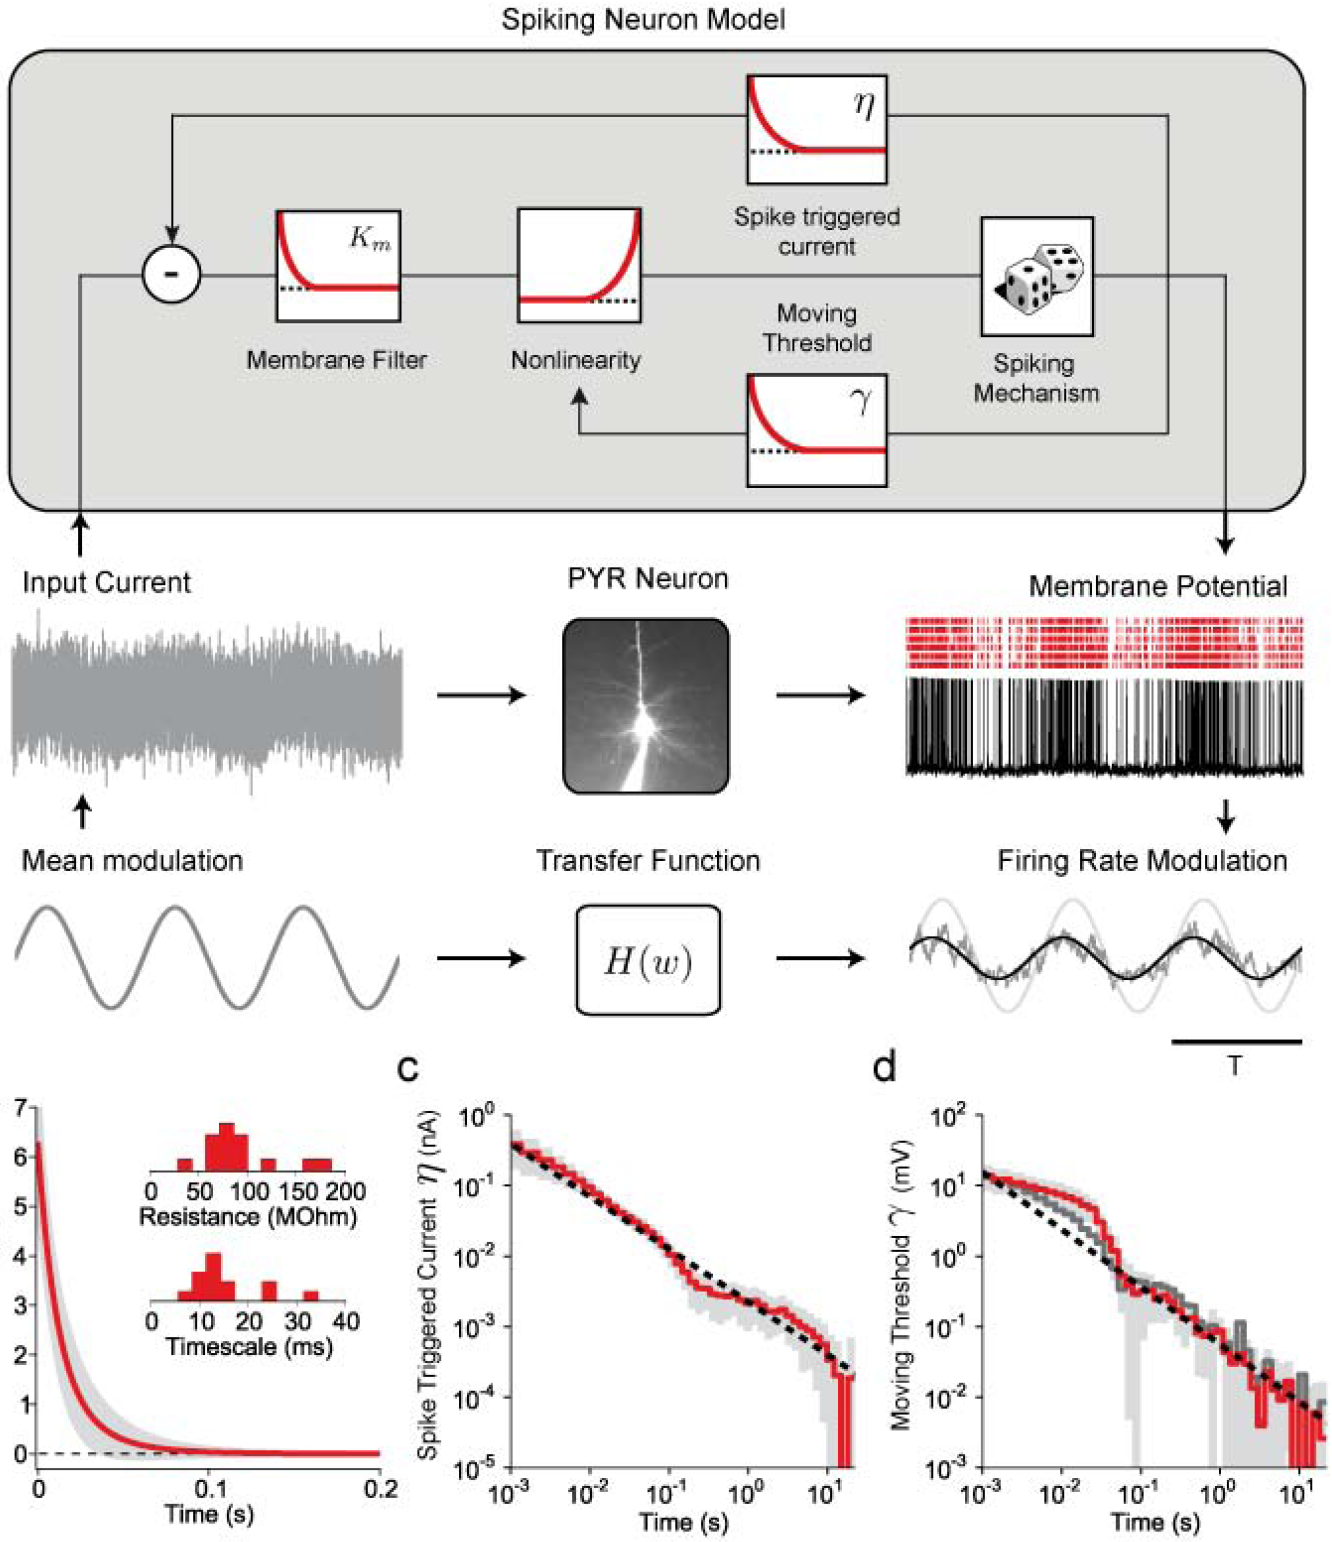 Spiking Neuron Model
η
Spike triggered
current
K_m
Membrane Filter
-
Nonlinearity
Moving
Threshold
γ
Spiking
Mechanism
Input Current
PYR Neuron
Membrane Potential
Mean modulation
Transfer Function
Firing Rate Modulation
H(w)
T
7
6
5
4
3
2
1
0
0 0.1 0.2
Time (s)
0 50 100 150 200
Resistance (MOhm)
0 10 20 30 40
Timescale (ms)
c
Spike Triggered Current η (nA)
10^0
10^-1
10^-2
10^-3
10^-4
10^-5
10^-3 10^-2 10^-1 10^0 10^1
Time (s)
d
Moving Threshold γ (mV)
10^2
10^1
10^0
10^-1
10^-2
10^-3
10^-3 10^-2 10^-1 10^0 10^1
Time (s)